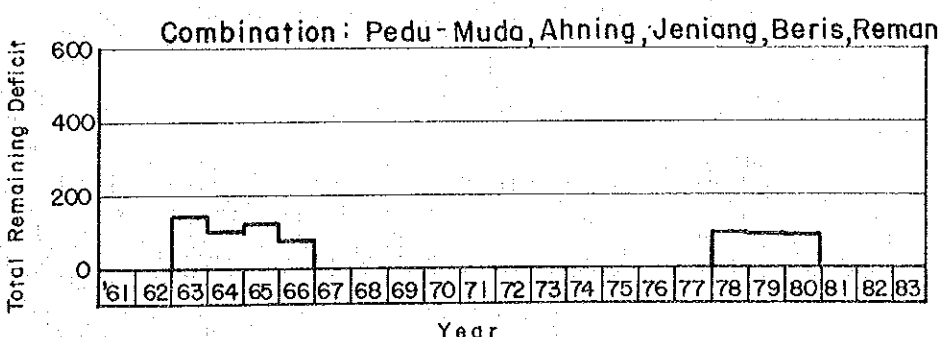 Combination: Pedu-Muda, Ahning, Jeniang, Beris, Reman
Total Remaining Deficit
600
400
200
0
'61 62 63 64 65 66 67 68 69 70 71 72 73 74 75 76 77 78 79 80 81 82 83
Year